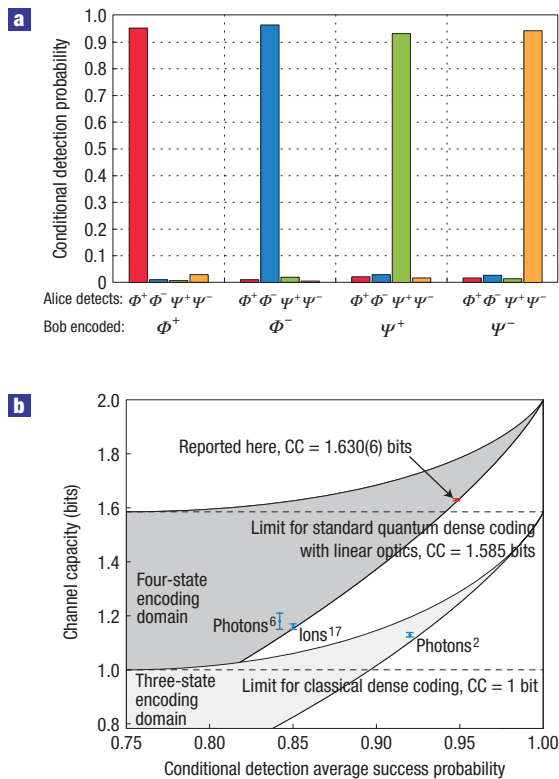 a
Conditional detection probability
1.0
0.9
0.8
0.7
0.6
0.5
0.4
0.3
0.2
0.1
0
Alice detects: Φ⁺ Φ⁻ Ψ⁺ Ψ⁻ Φ⁺ Φ⁻ Ψ⁺ Ψ⁻ Φ⁺ Φ⁻ Ψ⁺ Ψ⁻ Φ⁺ Φ⁻ Ψ⁺ Ψ⁻
Bob encoded: Φ⁺ Φ⁻ Ψ⁺ Ψ⁻
b
Channel capacity (bits)
2.0
1.8
1.6
1.4
1.2
1.0
0.8
Reported here, CC = 1.630(6) bits
Limit for standard quantum dense coding
with linear optics, CC = 1.585 bits
Four-state
encoding
domain
Photons⁶
Ions¹⁷
Photons²
Three-state
encoding
domain
Limit for classical dense coding, CC = 1 bit
0.75 0.80 0.85 0.90 0.95 1.00
Conditional detection average success probability